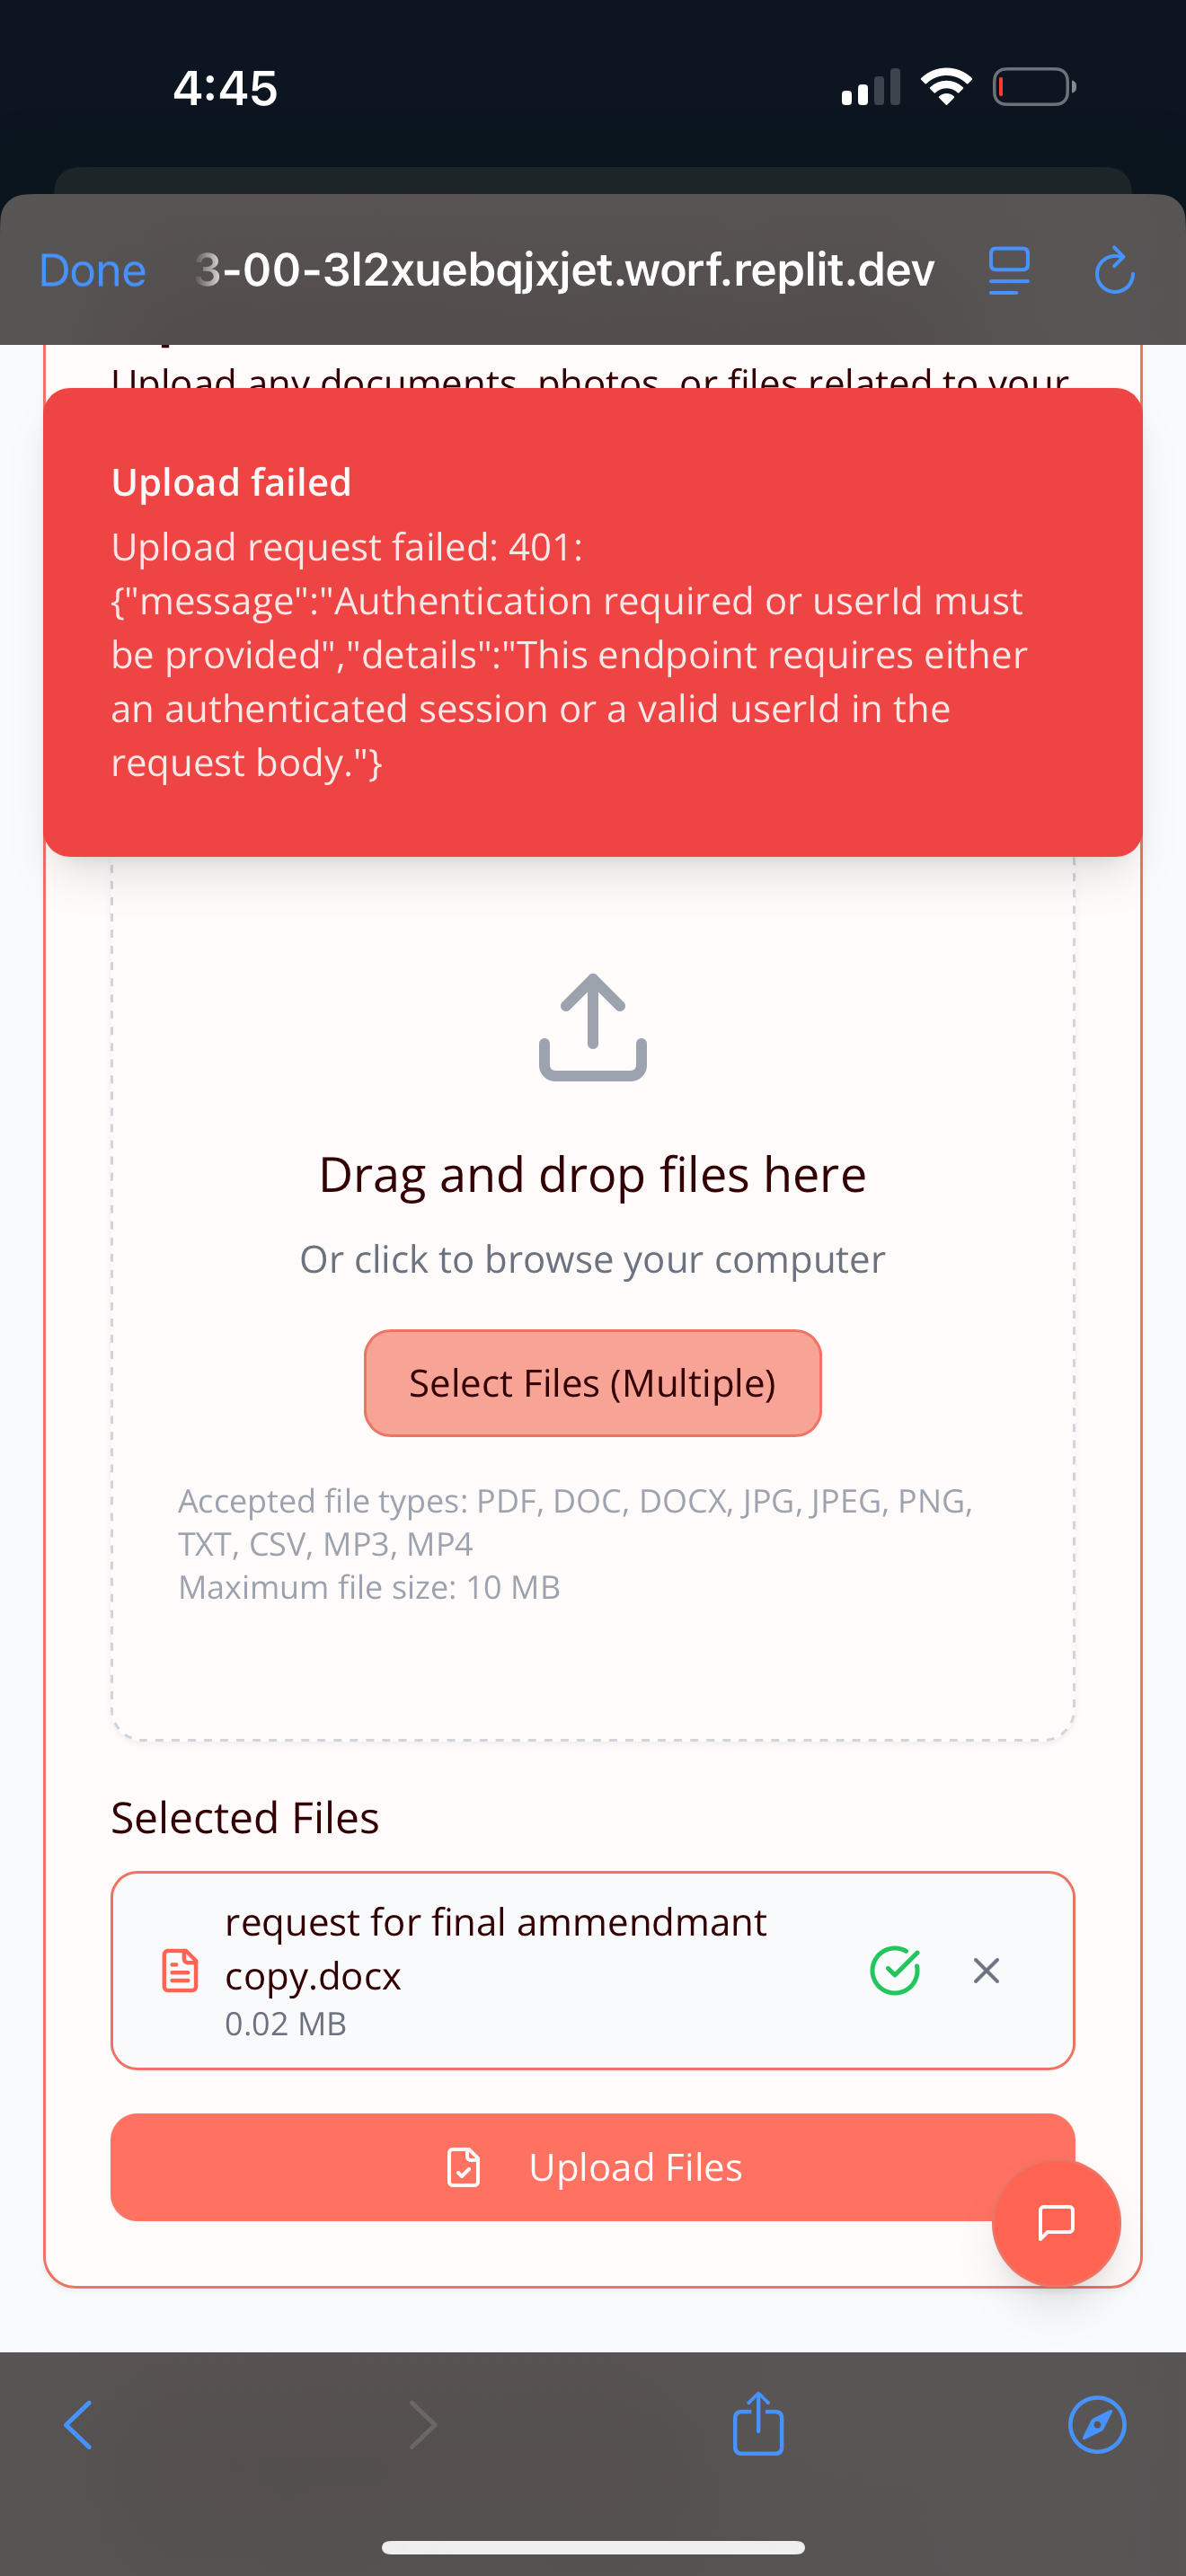 4:45
Done
3-00-3l2xuebqjxjet.worf.replit.dev
Upload any documents, photos, or files related to your
Upload failed
Upload request failed: 401:
{"message":"Authentication required or userId must
be provided","details":"This endpoint requires either
an authenticated session or a valid userId in the
request body."}
Drag and drop files here
Or click to browse your computer
Select Files (Multiple)
Accepted file types: PDF, DOC, DOCX, JPG, JPEG, PNG,
TXT, CSV, MP3, MP4
Maximum file size: 10 MB
Selected Files
request for final ammendmant
copy.docx
0.02 MB
Upload Files